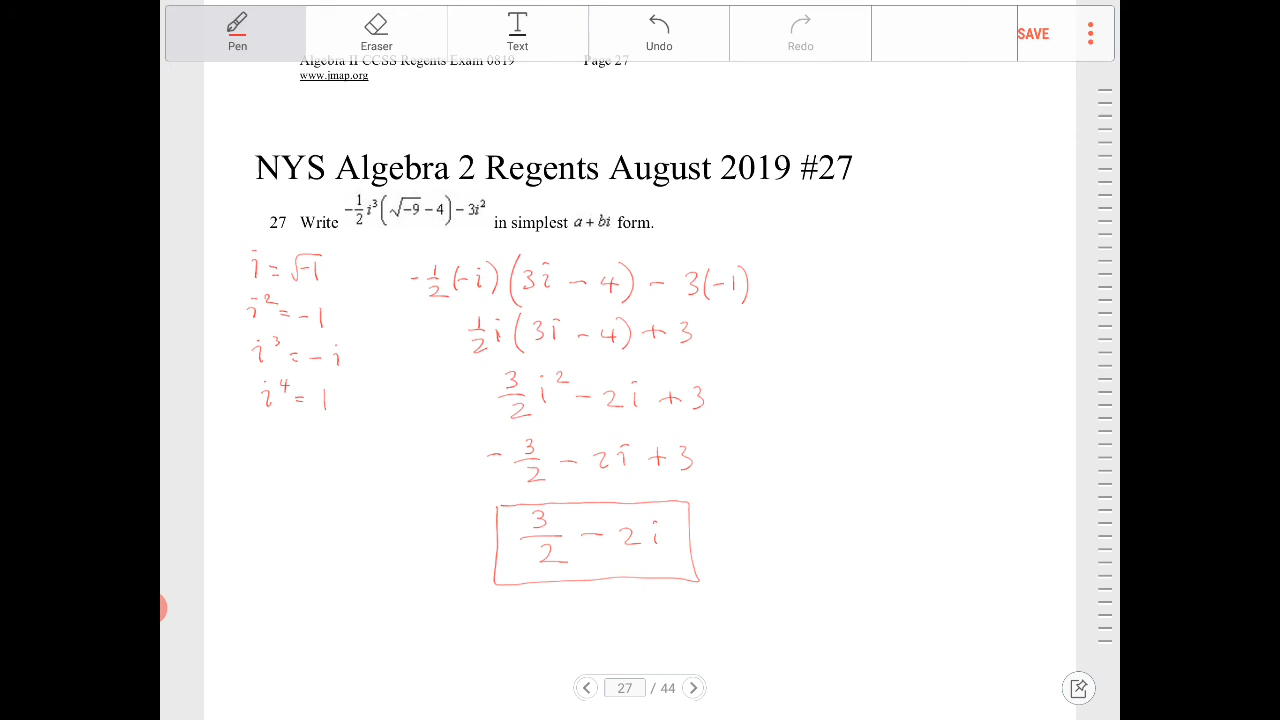 Pen Eraser Text Undo Redo SAVE
Algebra II CCSS Regents Exam 0819 Page 27
www.jmap.org
NYS Algebra 2 Regents August 2019 #27
27 Write -1/2 i³(√-9 - 4) - 3i² in simplest a + bi form.
i = √-1
-1/2(-i)(3i - 4) - 3(-1)
i² = -1
1/2 i(3i - 4) + 3
i³ = -i
3/2 i² - 2i + 3
i⁴ = 1
-3/2 - 2i + 3
3/2 - 2i
27 / 44